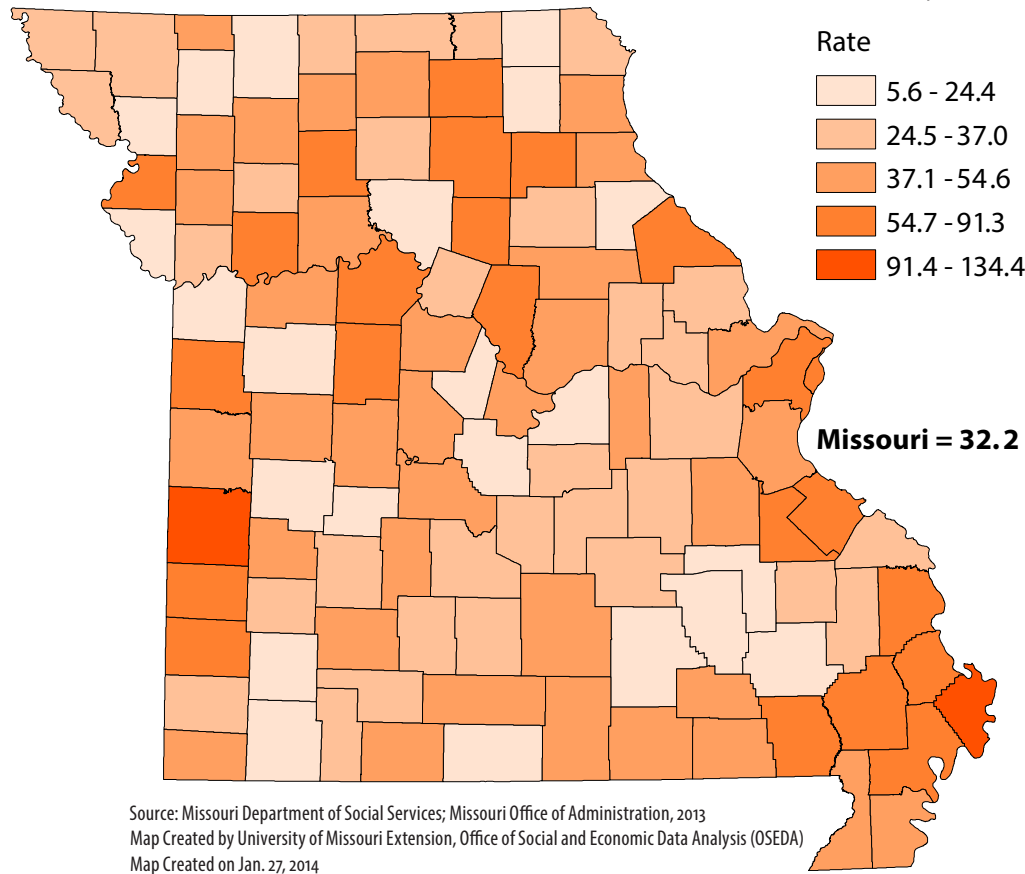 Rate
5.6 - 24.4
24.5 - 37.0
37.1 - 54.6
54.7 - 91.3
91.4 - 134.4
Missouri = 32.2
Source: Missouri Department of Social Services; Missouri Office of Administration, 2013
Map Created by University of Missouri Extension, Office of Social and Economic Data Analysis (OSEDA)
Map Created on Jan. 27, 2014